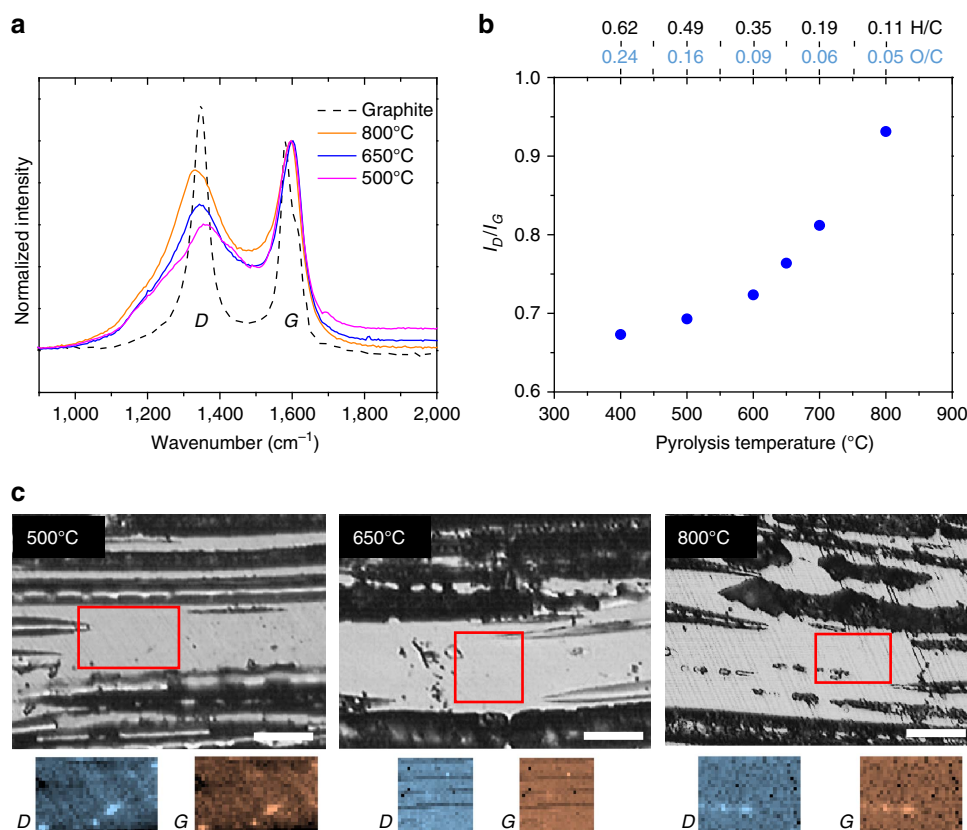 a
Normalized intensity
Graphite
800°C
650°C
500°C
D
G
1,000 1,200 1,400 1,600 1,800 2,000
Wavenumber (cm−1)
b
0.62 0.49 0.35 0.19 0.11 H/C
0.24 0.16 0.09 0.06 0.05 O/C
1.0
0.9
0.8
0.7
0.6
ID/IG
300 400 500 600 700 800 900
Pyrolysis temperature (°C)
c
500°C
650°C
800°C
D G D G D G